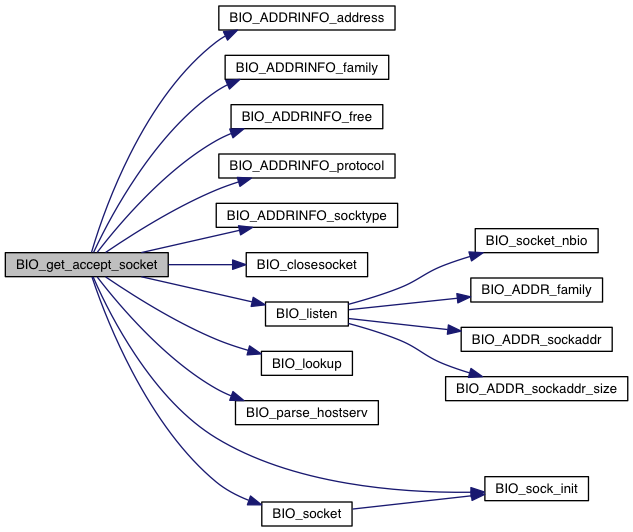 BIO_ADDRINFO_address
BIO_ADDRINFO_family
BIO_ADDRINFO_free
BIO_ADDRINFO_protocol
BIO_ADDRINFO_socktype
BIO_get_accept_socket
BIO_closesocket
BIO_listen
BIO_lookup
BIO_parse_hostserv
BIO_socket
BIO_socket_nbio
BIO_ADDR_family
BIO_ADDR_sockaddr
BIO_ADDR_sockaddr_size
BIO_sock_init